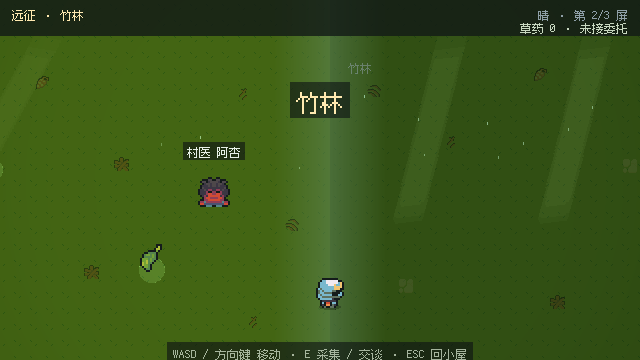 远征 · 竹林
晴 · 第 2/3 屏
草药 0 · 未接委托
竹林
竹林
村医 阿杏
WASD / 方向键 移动 · E 采集 / 交谈 · ESC 回小屋